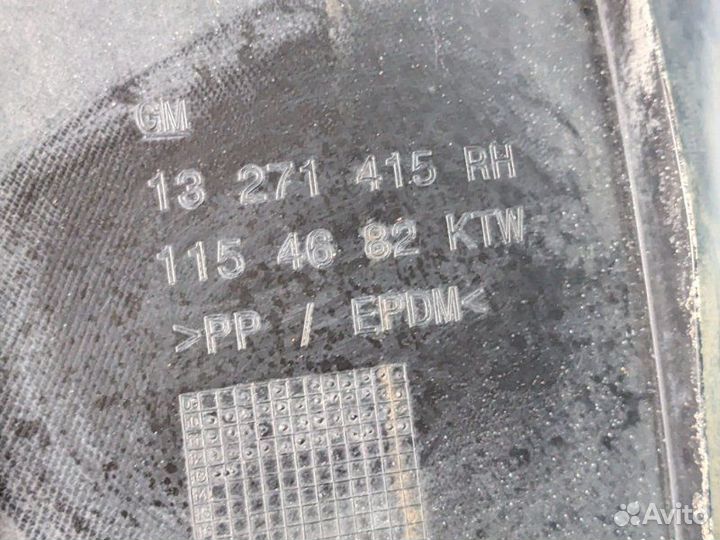 GM
13 271 415 RH
115 46 82 KTW
>PP / EPDM<
Avito